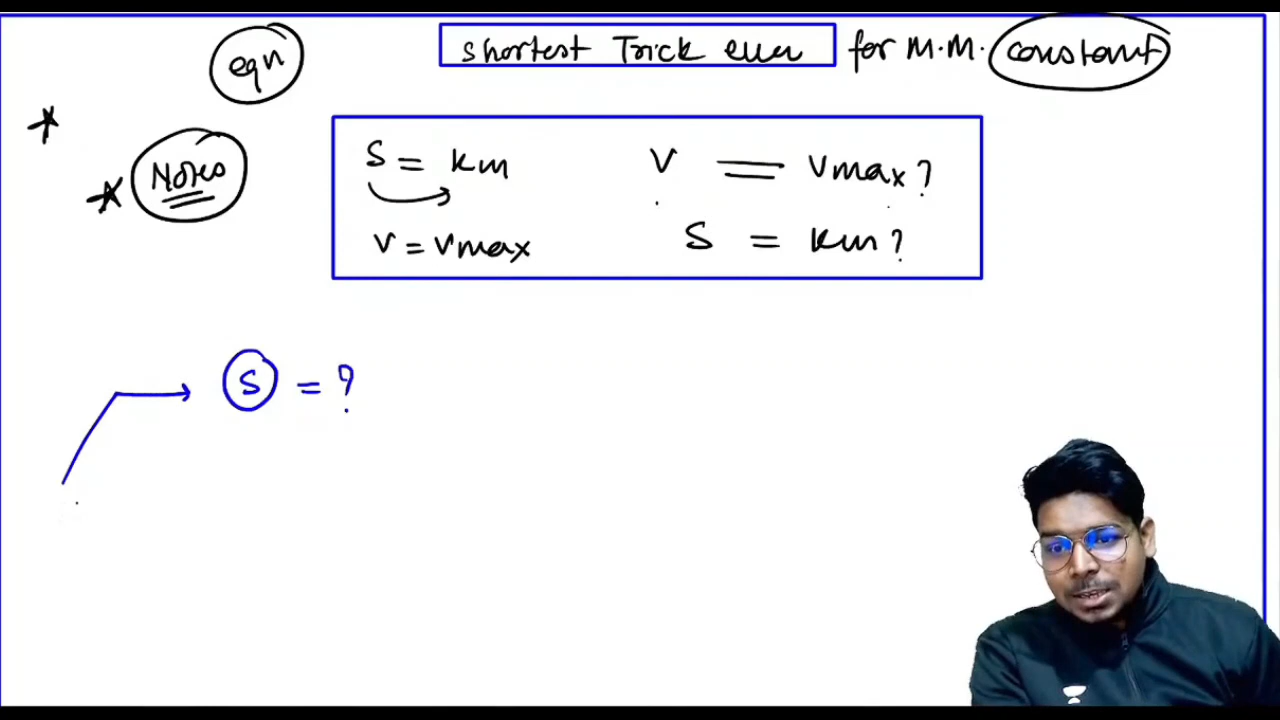 eqn
shortest Trick ever for M.M. constant
Notes
S = km V = vmax?
v = vmax S = km?
S = ?